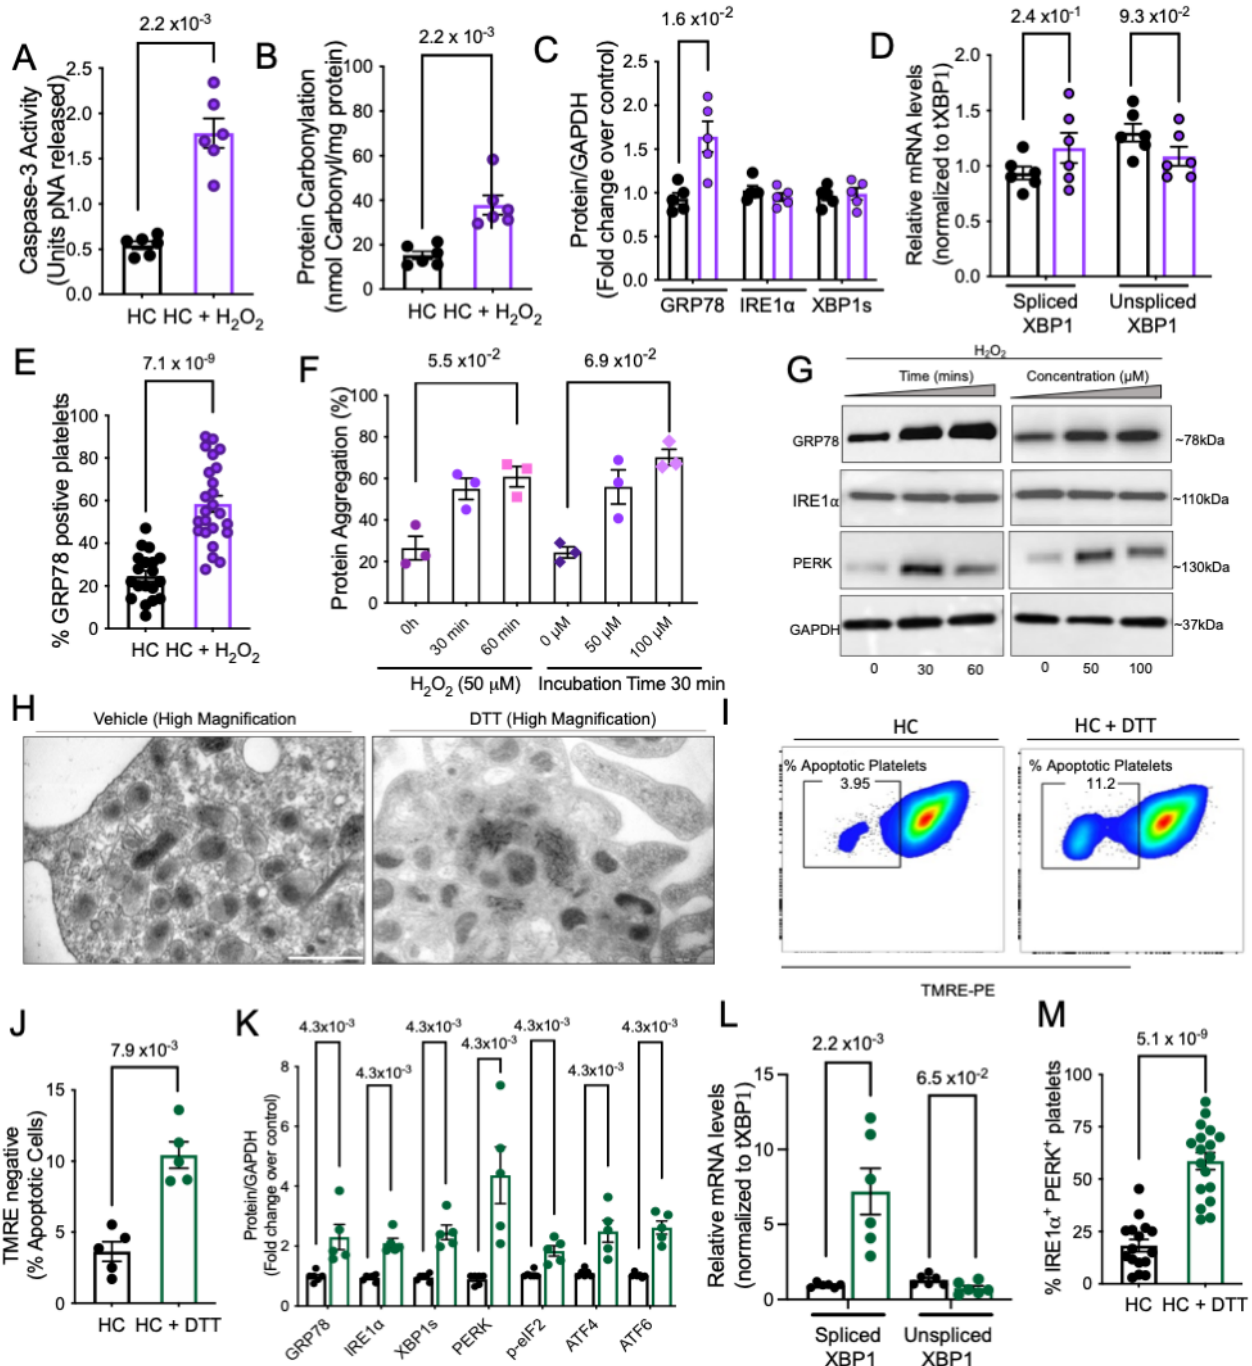 A
2.2 x10-3
Caspase-3 Activity
(Units pNA released)
2.5
2.0
1.5
1.0
0.5
0.0
HC HC + H2O2
B
2.2 x 10-3
Protein Carbonylation
(nmol Carbonyl/mg protein)
100
80
60
40
20
0
HC HC + H2O2
C
1.6 x10-2
Protein/GAPDH
(Fold change over control)
2.5
2.0
1.5
1.0
0.5
0.0
GRP78 IRE1α XBP1s
D
2.4 x10-1 9.3 x10-2
Relative mRNA levels
(normalized to tXBP1)
2.0
1.5
1.0
0.5
0.0
Spliced Unspliced
XBP1 XBP1
E
7.1 x 10-9
% GRP78 postive platelets
100
80
60
40
20
0
HC HC + H2O2
F
5.5 x10-2 6.9 x10-2
Protein Aggregation (%)
100
80
60
40
20
0
0h 30 min 60 min 0 µM 50 µM 100 µM
H2O2 (50 µM) Incubation Time 30 min
G
H2O2
Time (mins) Concentration (µM)
GRP78 ~78kDa
IRE1α ~110kDa
PERK ~130kDa
GAPDH ~37kDa
0 30 60 0 50 100
H
Vehicle (High Magnification DTT (High Magnification)
I
HC HC + DTT
% Apoptotic Platelets % Apoptotic Platelets
3.95 11.2
TMRE-PE
J
7.9 x10-3
TMRE negative
(% Apoptotic Cells)
15
10
5
0
HC HC + DTT
K
4.3x10-3 4.3x10-3 4.3x10-3 4.3x10-3
4.3x10-3
4.3x10-3 4.3x10-3
Protein/GAPDH
(Fold change over control)
8
6
4
2
0
GRP78 IRE1α XBP1s PERK p-eIF2 ATF4 ATF6
L
2.2 x10-3
6.5 x10-2
Relative mRNA levels
(normalized to tXBP1)
15
10
5
0
Spliced Unspliced
XBP1 XBP1
M
5.1 x 10-9
% IRE1α+ PERK+ platelets
100
75
50
25
0
HC HC + DTT